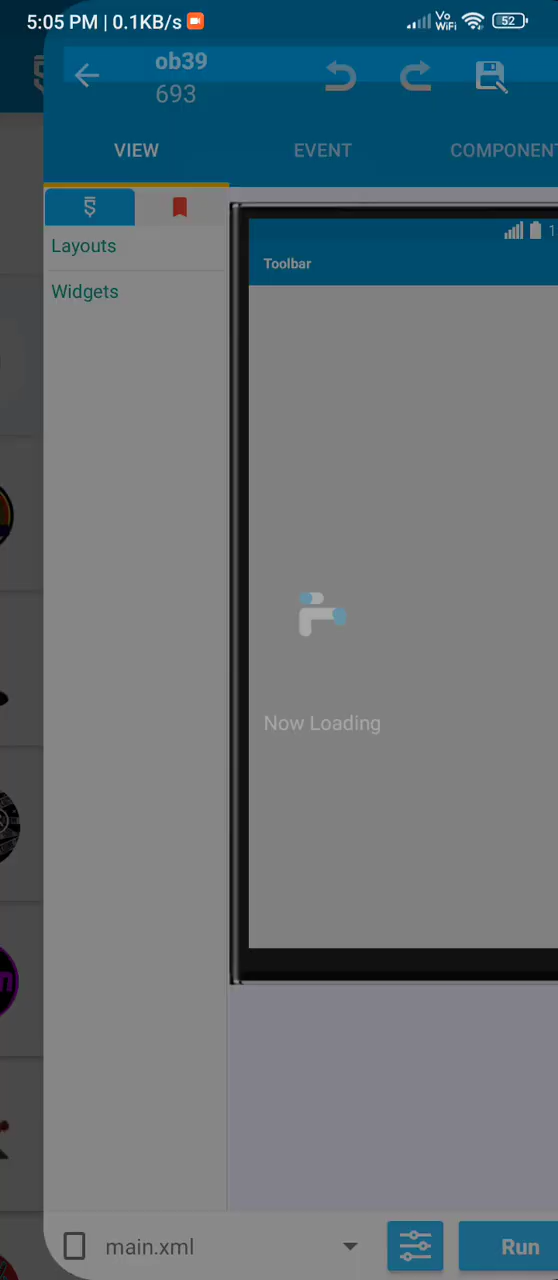 5:05 PM | 0.1KB/s
Vo
WiFi
52
ob39
693
VIEW
EVENT
COMPONENT
Layouts
Widgets
1
Toolbar
Now Loading
main.xml
Run